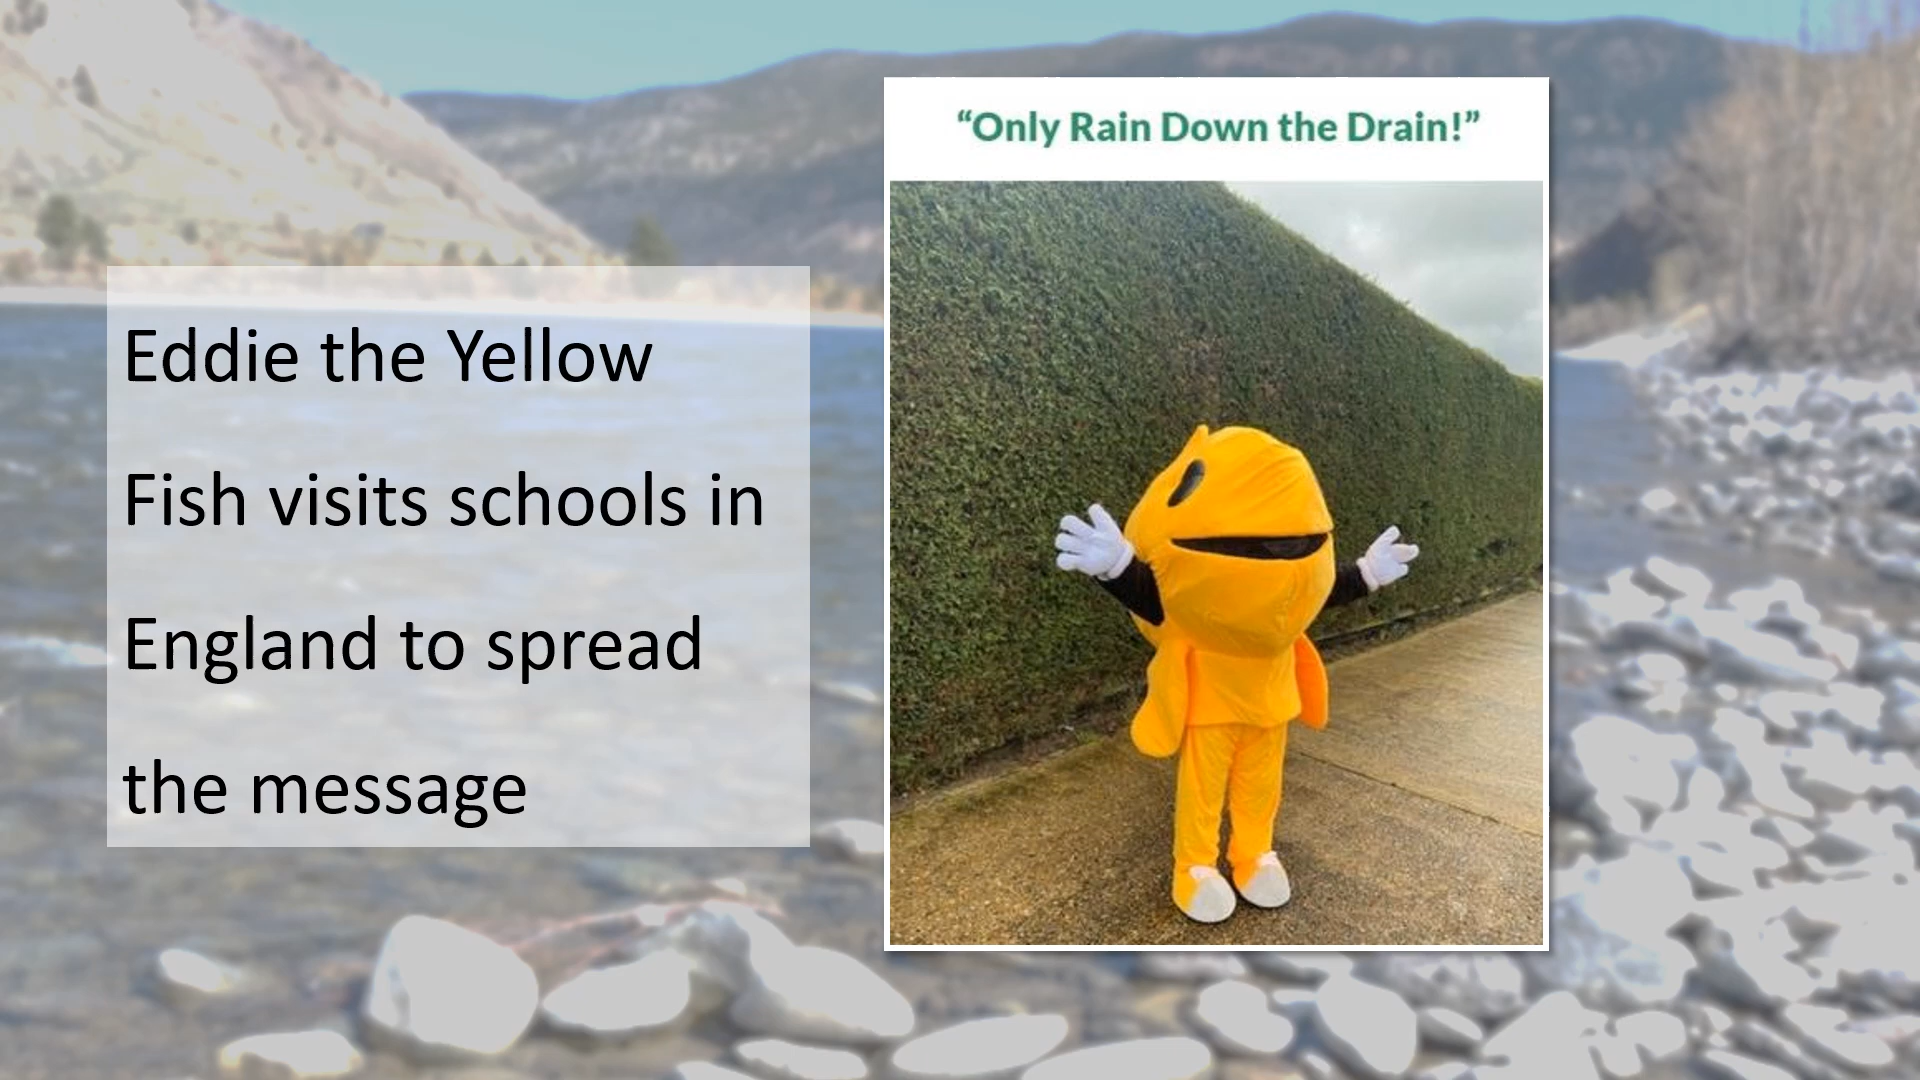 “Only Rain Down the Drain!”
Eddie the Yellow
Fish visits schools in
England to spread
the message